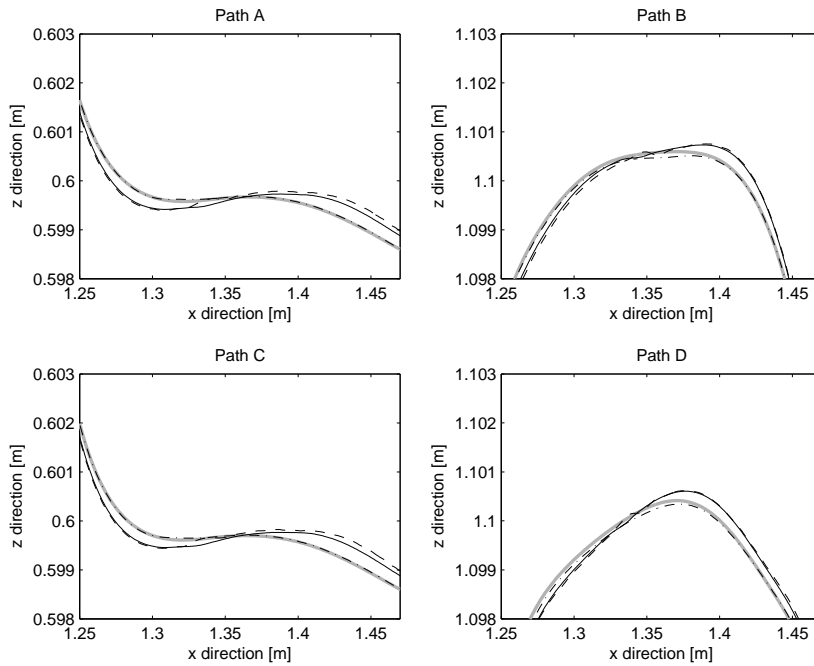 Path A
0.603
0.602
0.601
0.6
0.599
0.598
1.25 1.3 1.35 1.4 1.45
x direction [m]
z direction [m]
Path B
1.103
1.102
1.101
1.1
1.099
1.098
1.25 1.3 1.35 1.4 1.45
x direction [m]
z direction [m]
Path C
0.603
0.602
0.601
0.6
0.599
0.598
1.25 1.3 1.35 1.4 1.45
x direction [m]
z direction [m]
Path D
1.103
1.102
1.101
1.1
1.099
1.098
1.25 1.3 1.35 1.4 1.45
x direction [m]
z direction [m]